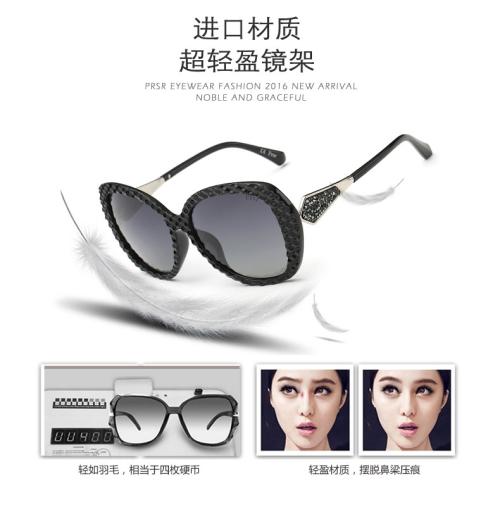 进口材质
超轻盈镜架
PRSR EYEWEAR FASHION 2016 NEW ARRIVAL
NOBLE AND GRACEFUL
轻如羽毛，相当于四枚硬币
轻盈材质，摆脱鼻梁压痕